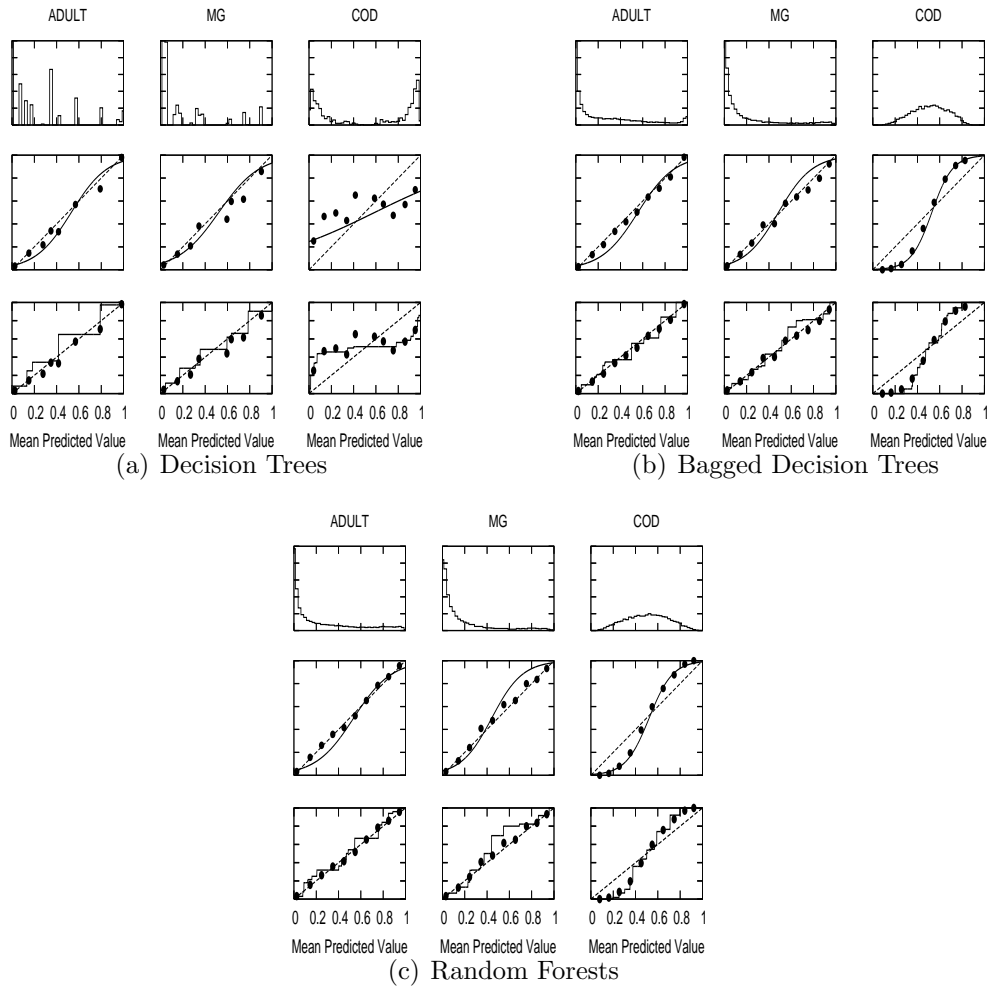 ADULT MG COD
0 0.2 0.4 0.6 0.8 1 0 0.2 0.4 0.6 0.8 1 0 0.2 0.4 0.6 0.8 1
Mean Predicted Value Mean Predicted Value Mean Predicted Value
(a) Decision Trees
ADULT MG COD
0 0.2 0.4 0.6 0.8 1 0 0.2 0.4 0.6 0.8 1 0 0.2 0.4 0.6 0.8 1
Mean Predicted Value Mean Predicted Value Mean Predicted Value
(b) Bagged Decision Trees
ADULT MG COD
0 0.2 0.4 0.6 0.8 1 0 0.2 0.4 0.6 0.8 1 0 0.2 0.4 0.6 0.8 1
Mean Predicted Value Mean Predicted Value Mean Predicted Value
(c) Random Forests